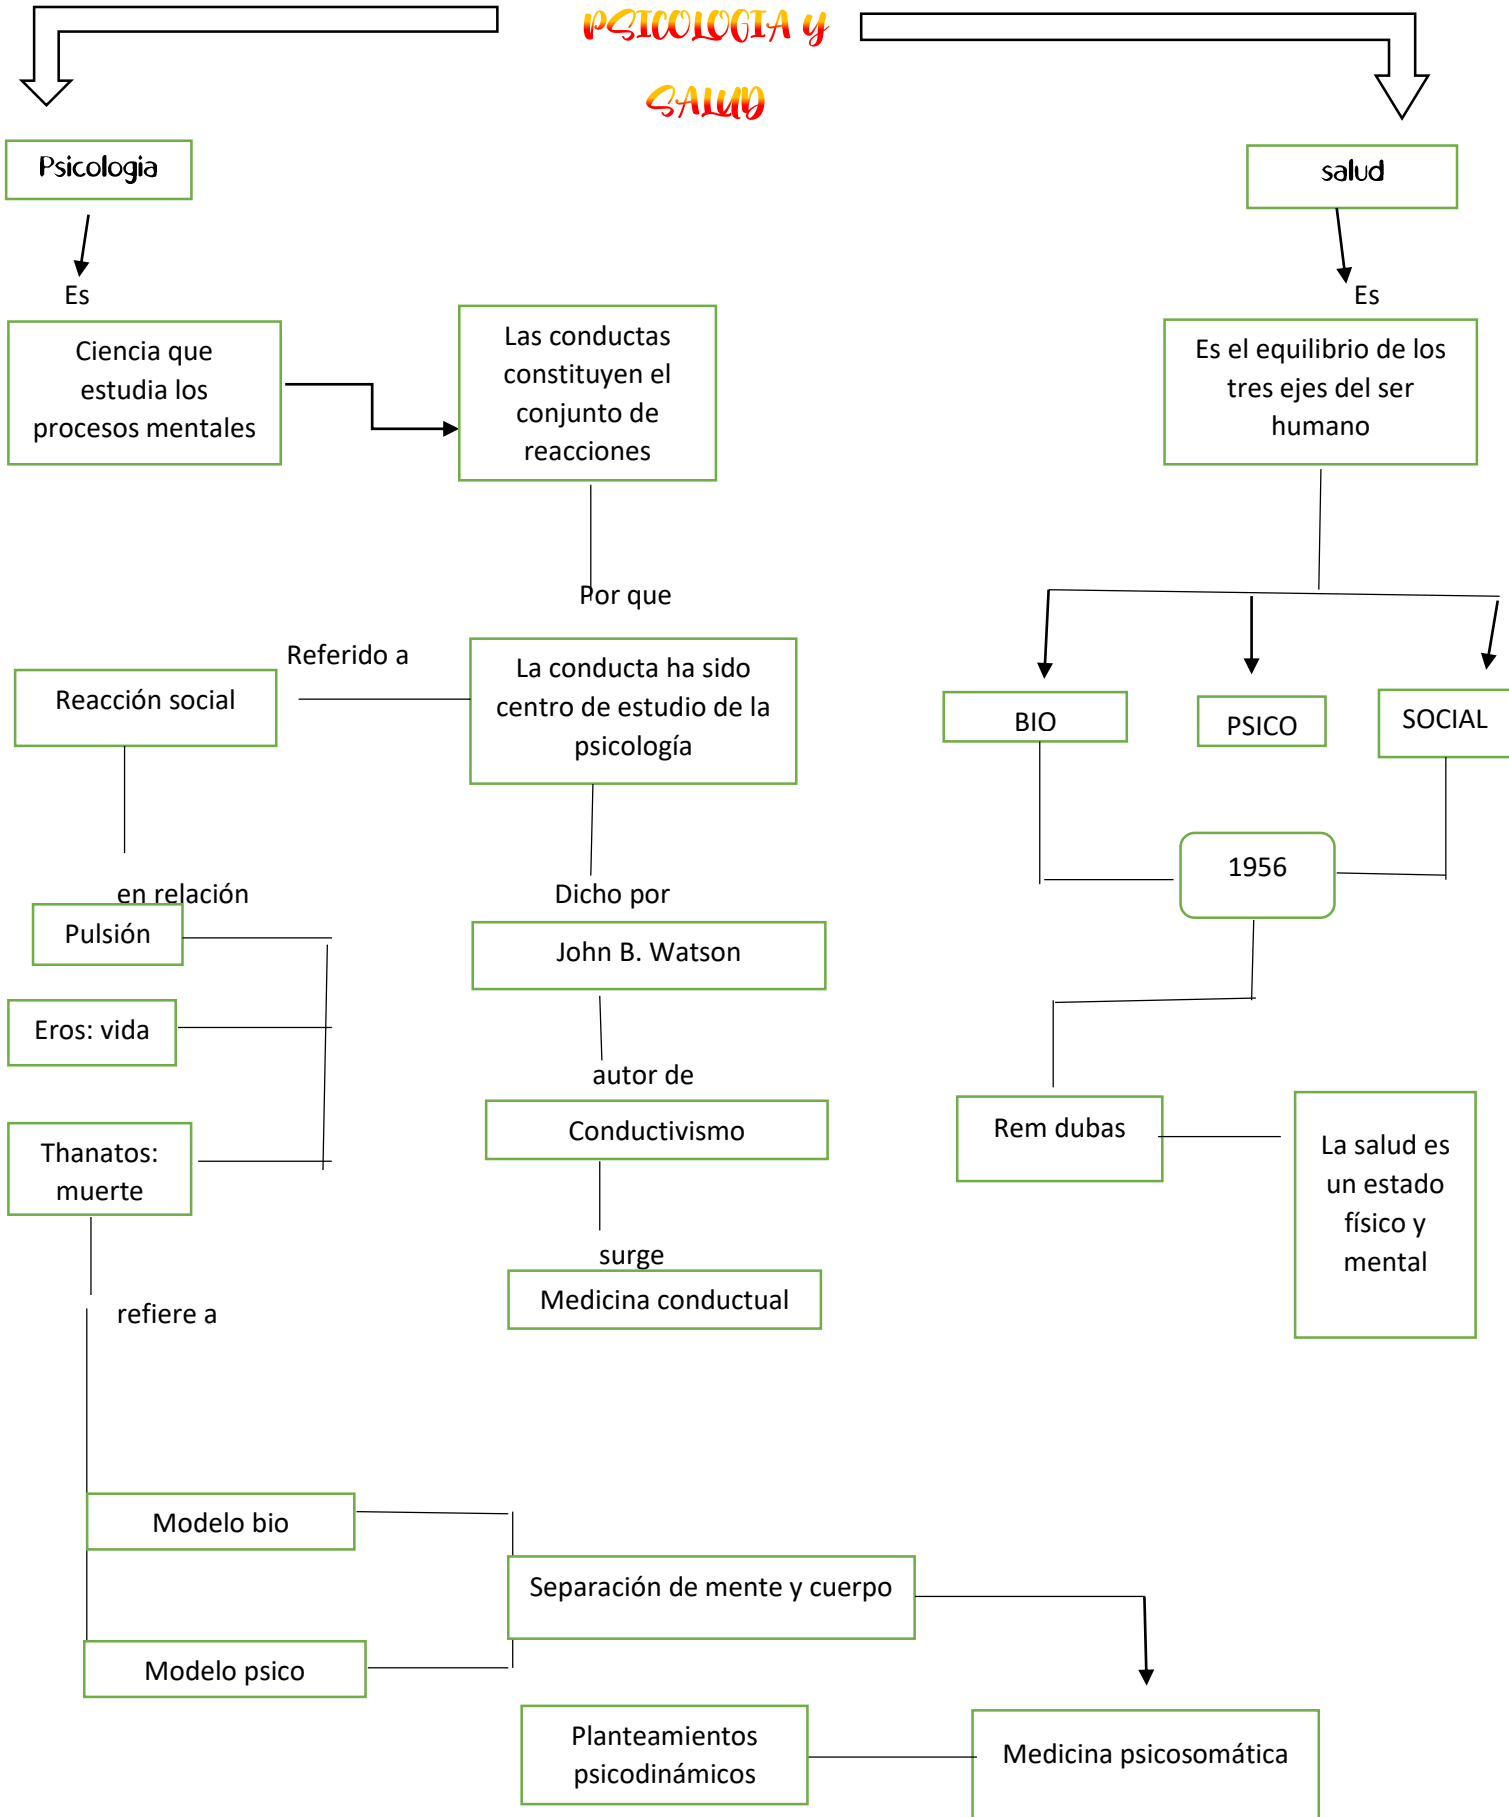 PSICOLOGIA y
SALUD
Psicologia
Es
Ciencia que
estudia los
procesos mentales
Las conductas
constituyen el
conjunto de
reacciones
Por que
La conducta ha sido
centro de estudio de la
psicología
Referido a
Reacción social
en relación
Pulsión
Eros: vida
Thanatos:
muerte
refiere a
Dicho por
John B. Watson
autor de
Conductivismo
surge
Medicina conductual
Modelo bio
Modelo psico
Separación de mente y cuerpo
Planteamientos
psicodinámicos
Medicina psicosomática
salud
Es
Es el equilibrio de los
tres ejes del ser
humano
BIO
PSICO
SOCIAL
1956
Rem dubas
La salud es
un estado
físico y
mental